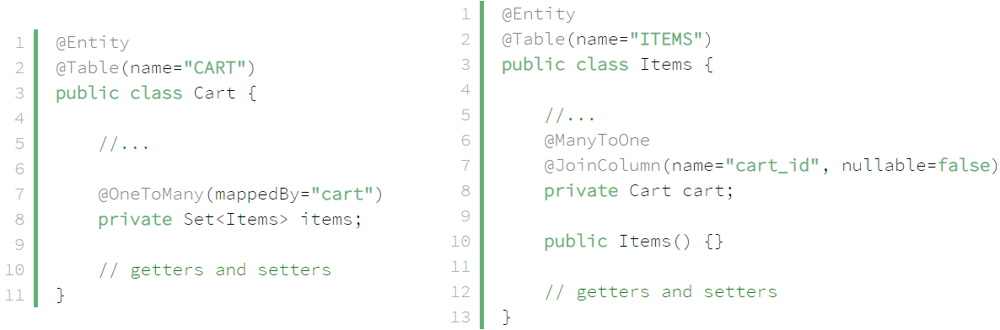 1 @Entity
2 @Table(name="CART")
3 public class Cart {
4
5 //...
6
7 @OneToMany(mappedBy="cart")
8 private Set<Items> items;
9
10 // getters and setters
11 }
1 @Entity
2 @Table(name="ITEMS")
3 public class Items {
4
5 //...
6 @ManyToOne
7 @JoinColumn(name="cart_id", nullable=false)
8 private Cart cart;
9
10 public Items() {}
11
12 // getters and setters
13 }